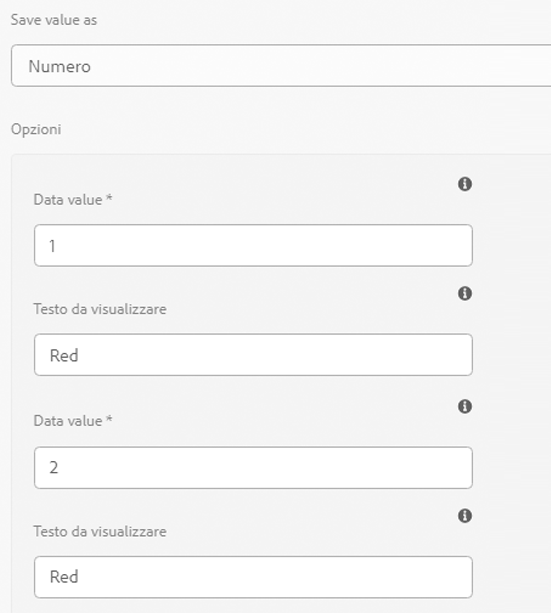 Save value as
Numero
Opzioni
Data value *
1
Testo da visualizzare
Red
Data value *
2
Testo da visualizzare
Red